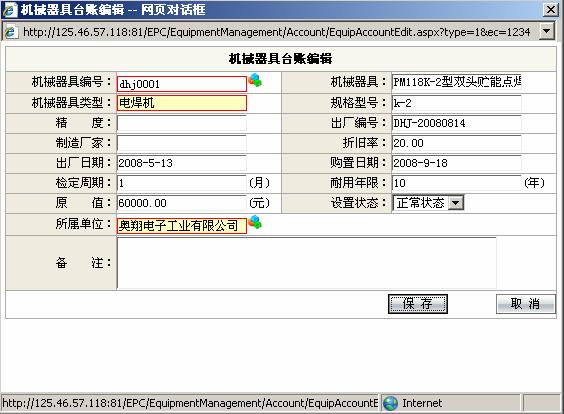 机械器具台账编辑 -- 网页对话框
http://125.46.57.118:81/EPC/EquipmentManagement/Account/EquipAccountEdit.aspx?type=1&ec=1234
机械器具台账编辑
机械器具编号： dhj0001 机械器具： PM118K-2型双头贮能点焊
机械器具类型： 电焊机 规格型号： k-2
精 度： 出厂编号： DHJ-20080814
制造厂家： 折旧率： 20.00
出厂日期： 2008-5-13 购置日期： 2008-9-18
检定周期： 1 (月) 耐用年限： 10 (年)
原 值： 60000.00 (元) 设置状态： 正常状态
所属单位： 奥翔电子工业有限公司
备 注：
保 存 取 消
http://125.46.57.118:81/EPC/EquipmentManagement/Account/EquipAccountE Internet